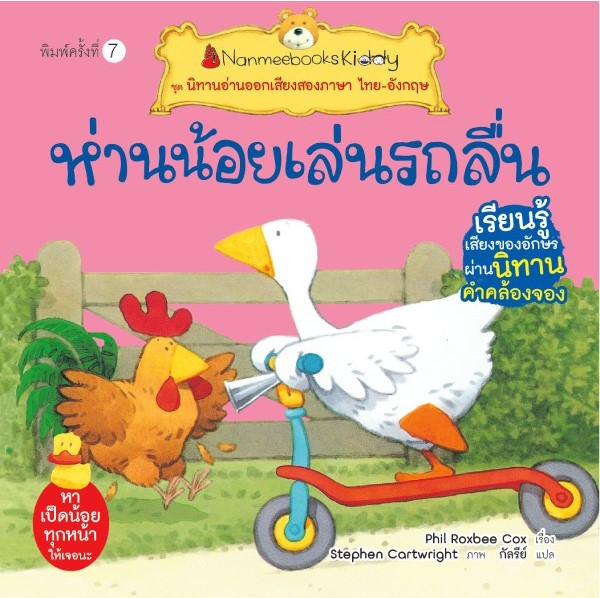 พิมพ์ครั้งที่ 7
Nanmeebooks Kiddy
ชุด นิทานอ่านออกเสียงสองภาษา ไทย-อังกฤษ
ห่านน้อยเล่นรถลื่น
เรียนรู้
เสียงของอักษร
ผ่านนิทาน
คำคล้องจอง
หา
เป็ดน้อย
ทุกหน้า
ให้เจอนะ
Phil Roxbee Cox เรื่อง
Stephen Cartwright ภาพ กัลรีย์ แปล